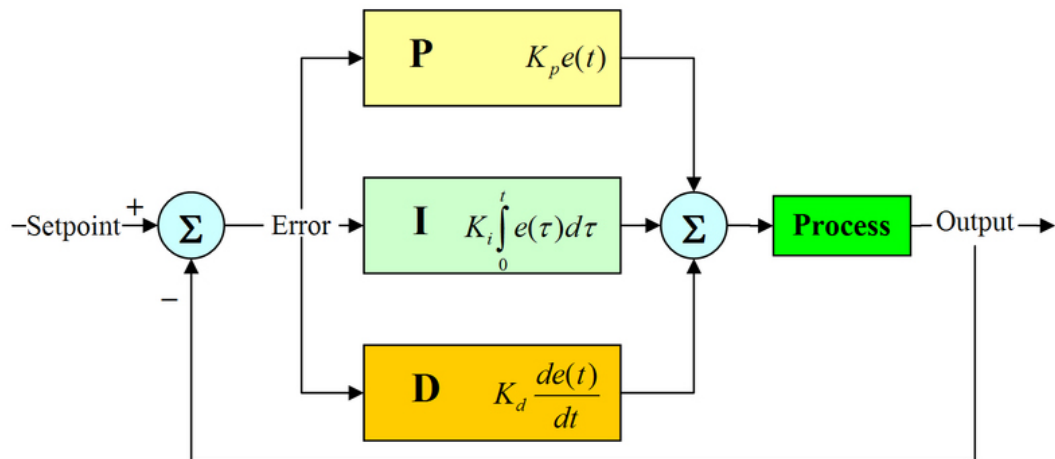 P K_p e(t)
Setpoint + Σ Error I K_i ∫_0^t e(τ)dτ Σ Process Output
−
D K_d de(t)/dt